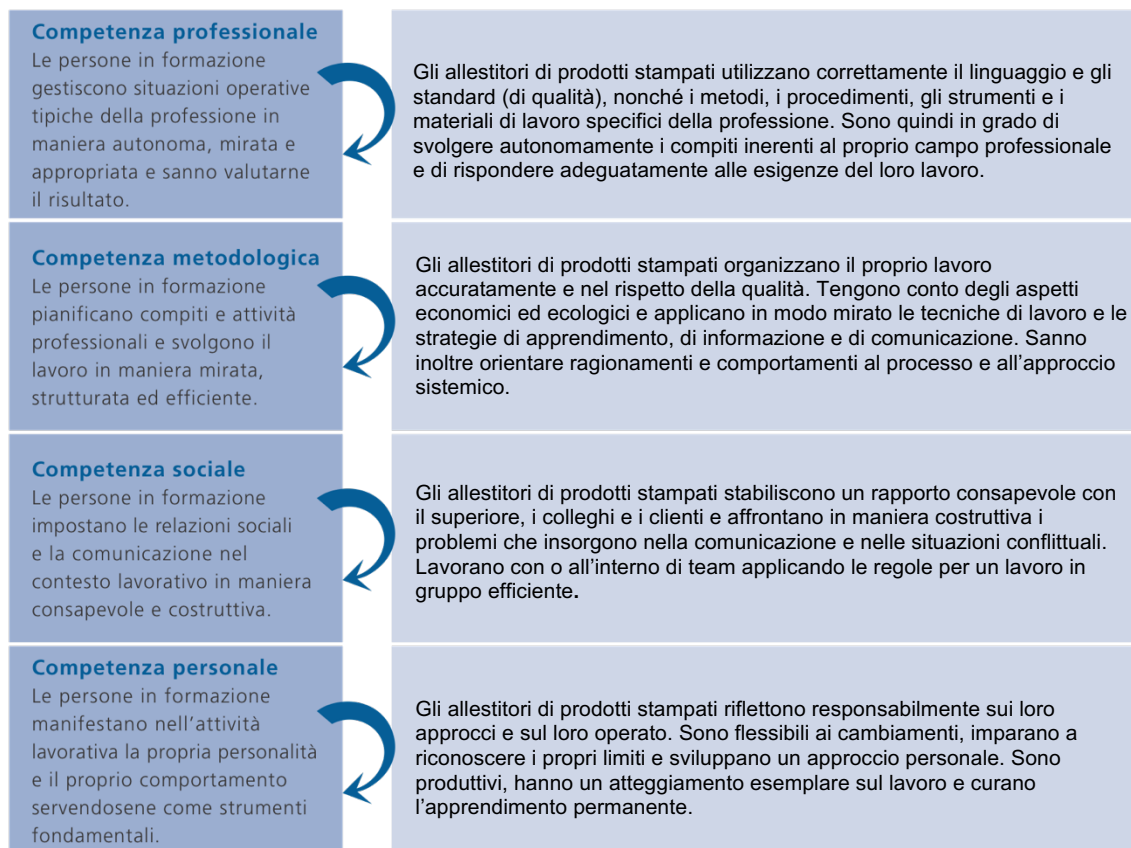 Competenza professionale
Le persone in formazione
gestiscono situazioni operative
tipiche della professione in
maniera autonoma, mirata e
appropriata e sanno valutarne
il risultato.
Gli allestitori di prodotti stampati utilizzano correttamente il linguaggio e gli
standard (di qualità), nonché i metodi, i procedimenti, gli strumenti e i
materiali di lavoro specifici della professione. Sono quindi in grado di
svolgere autonomamente i compiti inerenti al proprio campo professionale
e di rispondere adeguatamente alle esigenze del loro lavoro.
Competenza metodologica
Le persone in formazione
pianificano compiti e attività
professionali e svolgono il
lavoro in maniera mirata,
strutturata ed efficiente.
Gli allestitori di prodotti stampati organizzano il proprio lavoro
accuratamente e nel rispetto della qualità. Tengono conto degli aspetti
economici ed ecologici e applicano in modo mirato le tecniche di lavoro e le
strategie di apprendimento, di informazione e di comunicazione. Sanno
inoltre orientare ragionamenti e comportamenti al processo e all’approccio
sistemico.
Competenza sociale
Le persone in formazione
impostano le relazioni sociali
e la comunicazione nel
contesto lavorativo in maniera
consapevole e costruttiva.
Gli allestitori di prodotti stampati stabiliscono un rapporto consapevole con
il superiore, i colleghi e i clienti e affrontano in maniera costruttiva i
problemi che insorgono nella comunicazione e nelle situazioni conflittuali.
Lavorano con o all’interno di team applicando le regole per un lavoro in
gruppo efficiente.
Competenza personale
Le persone in formazione
manifestano nell’attività
lavorativa la propria personalità
e il proprio comportamento
servendosene come strumenti
fondamentali.
Gli allestitori di prodotti stampati riflettono responsabilmente sui loro
approcci e sul loro operato. Sono flessibili ai cambiamenti, imparano a
riconoscere i propri limiti e sviluppano un approccio personale. Sono
produttivi, hanno un atteggiamento esemplare sul lavoro e curano
l’apprendimento permanente.